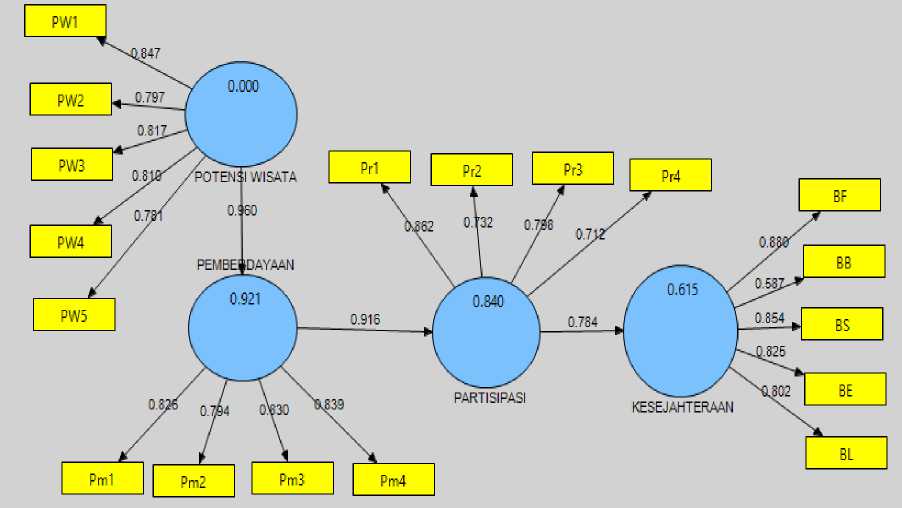 PW1
0.847
0.000
PW2
0.797
0.817
PW3
0.810
POTENSI WISATA
PW4
0.781
0.960
PW5
Pr1
Pr2
Pr3
Pr4
0.862
0.732
0.798
0.712
PEMBERDAYAAN
0.921
0.916
0.840
PARTISIPASI
0.784
0.615
KESEJAHTERAAN
BF
0.880
BB
0.587
BS
0.854
BE
0.825
BL
0.802
0.826
0.794
0.830
0.839
Pm1
Pm2
Pm3
Pm4